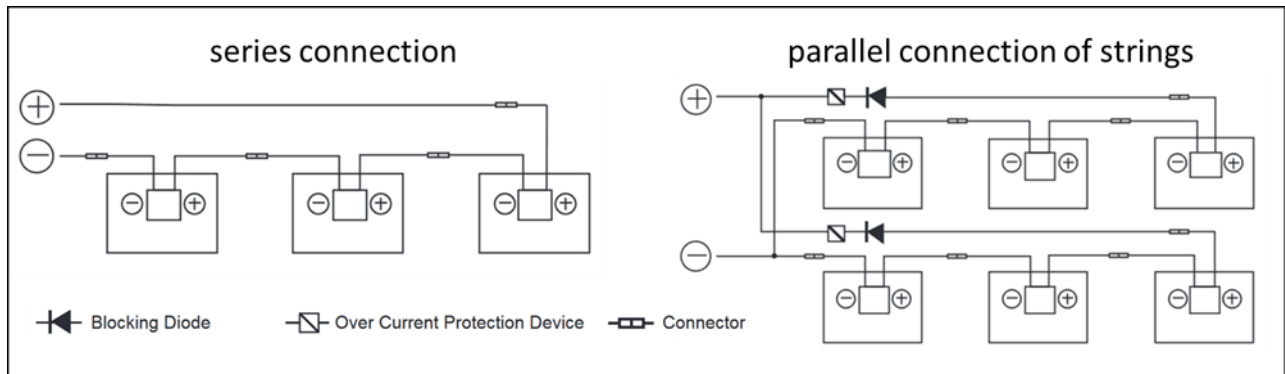 series connection
parallel connection of strings
+
−
− +
− +
− +
+
−
− +
− +
− +
− +
− +
− +
Blocking Diode
Over Current Protection Device
Connector